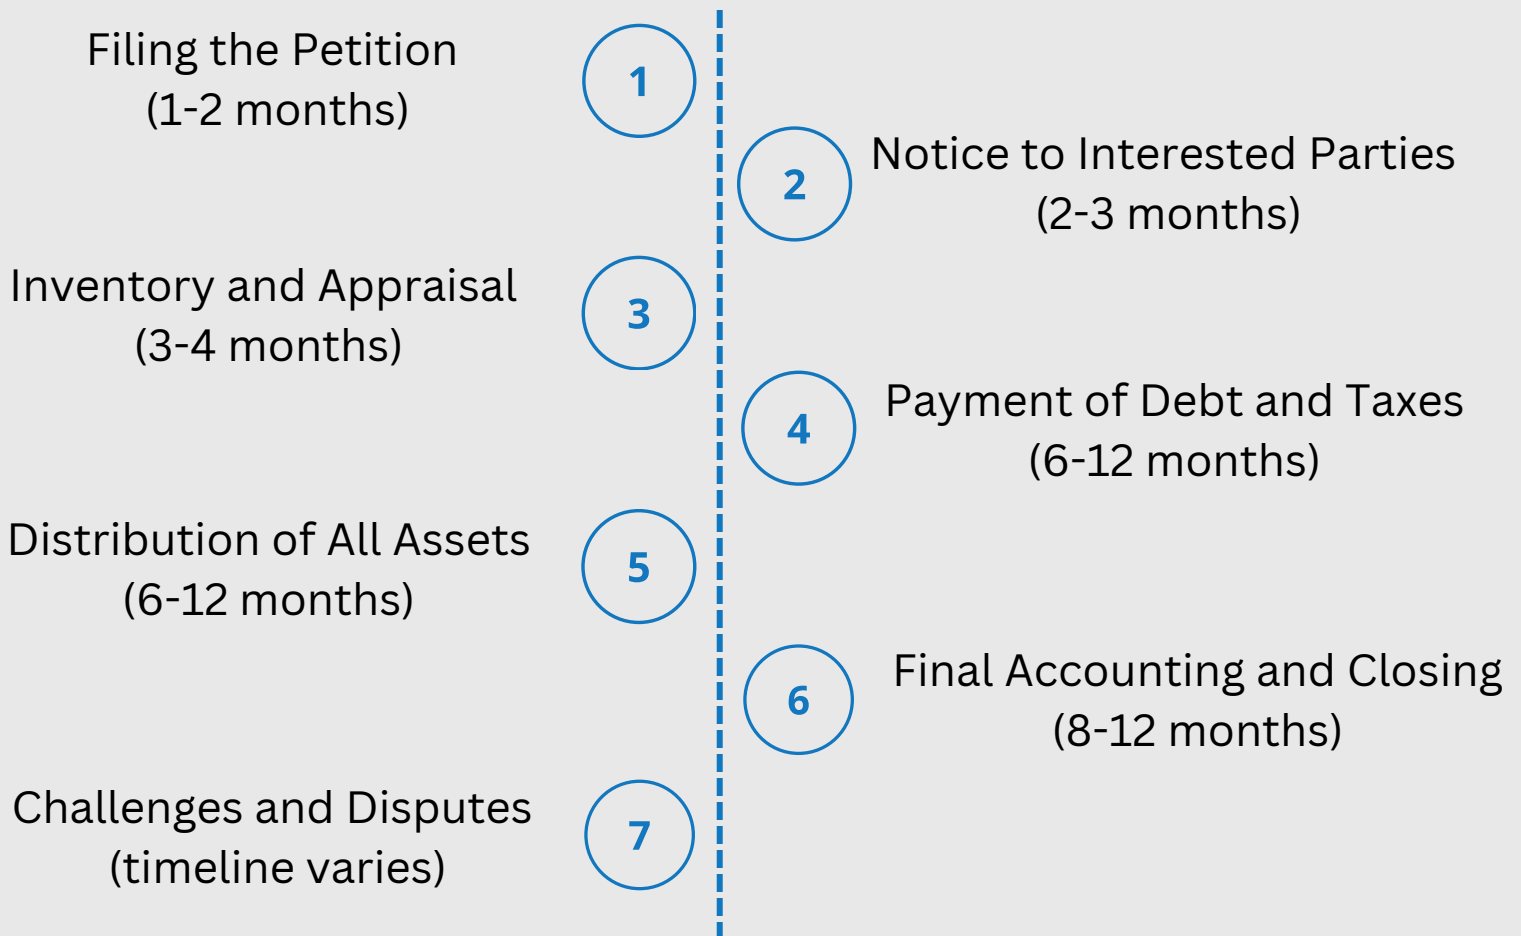 Filing the Petition
(1-2 months)
1
2
Notice to Interested Parties
(2-3 months)
Inventory and Appraisal
(3-4 months)
3
4
Payment of Debt and Taxes
(6-12 months)
Distribution of All Assets
(6-12 months)
5
6
Final Accounting and Closing
(8-12 months)
Challenges and Disputes
(timeline varies)
7